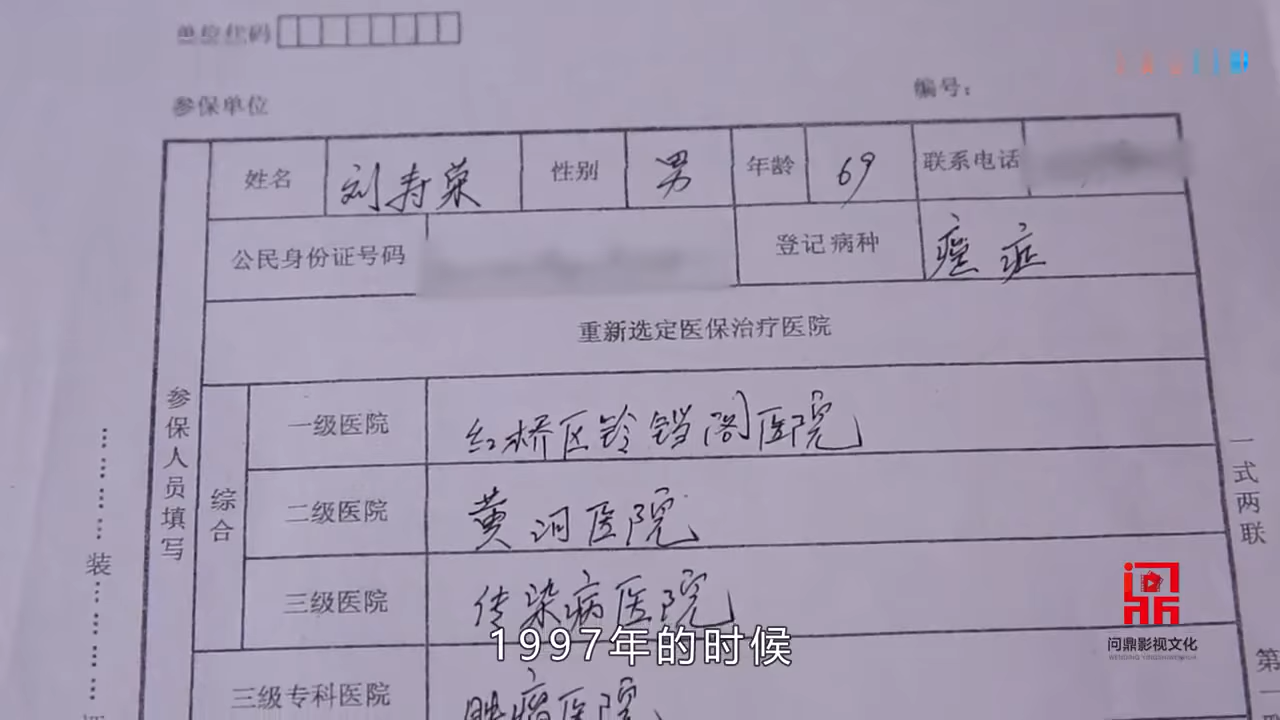 单位代码
参保单位
编号：
姓名 刘寿荣 性别 男 年龄 69 联系电话
公民身份证号码 登记病种 癌症
重新选定医保治疗医院
参保人员填写
综合
一级医院 红桥区铃铛阁医院
二级医院 黄河医院
三级医院 传染病医院
三级专科医院 肿瘤医院
装
一式两联
第一
1997年的时候
问鼎影视文化